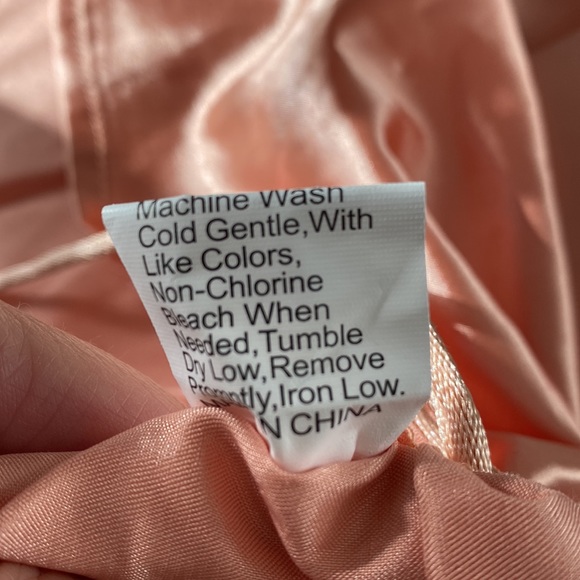 Machine Wash
Cold Gentle,With
Like Colors,
Non-Chlorine
Bleach When
Needed,Tumble
Dry Low,Remove
Promptly,Iron Low.
CHINA